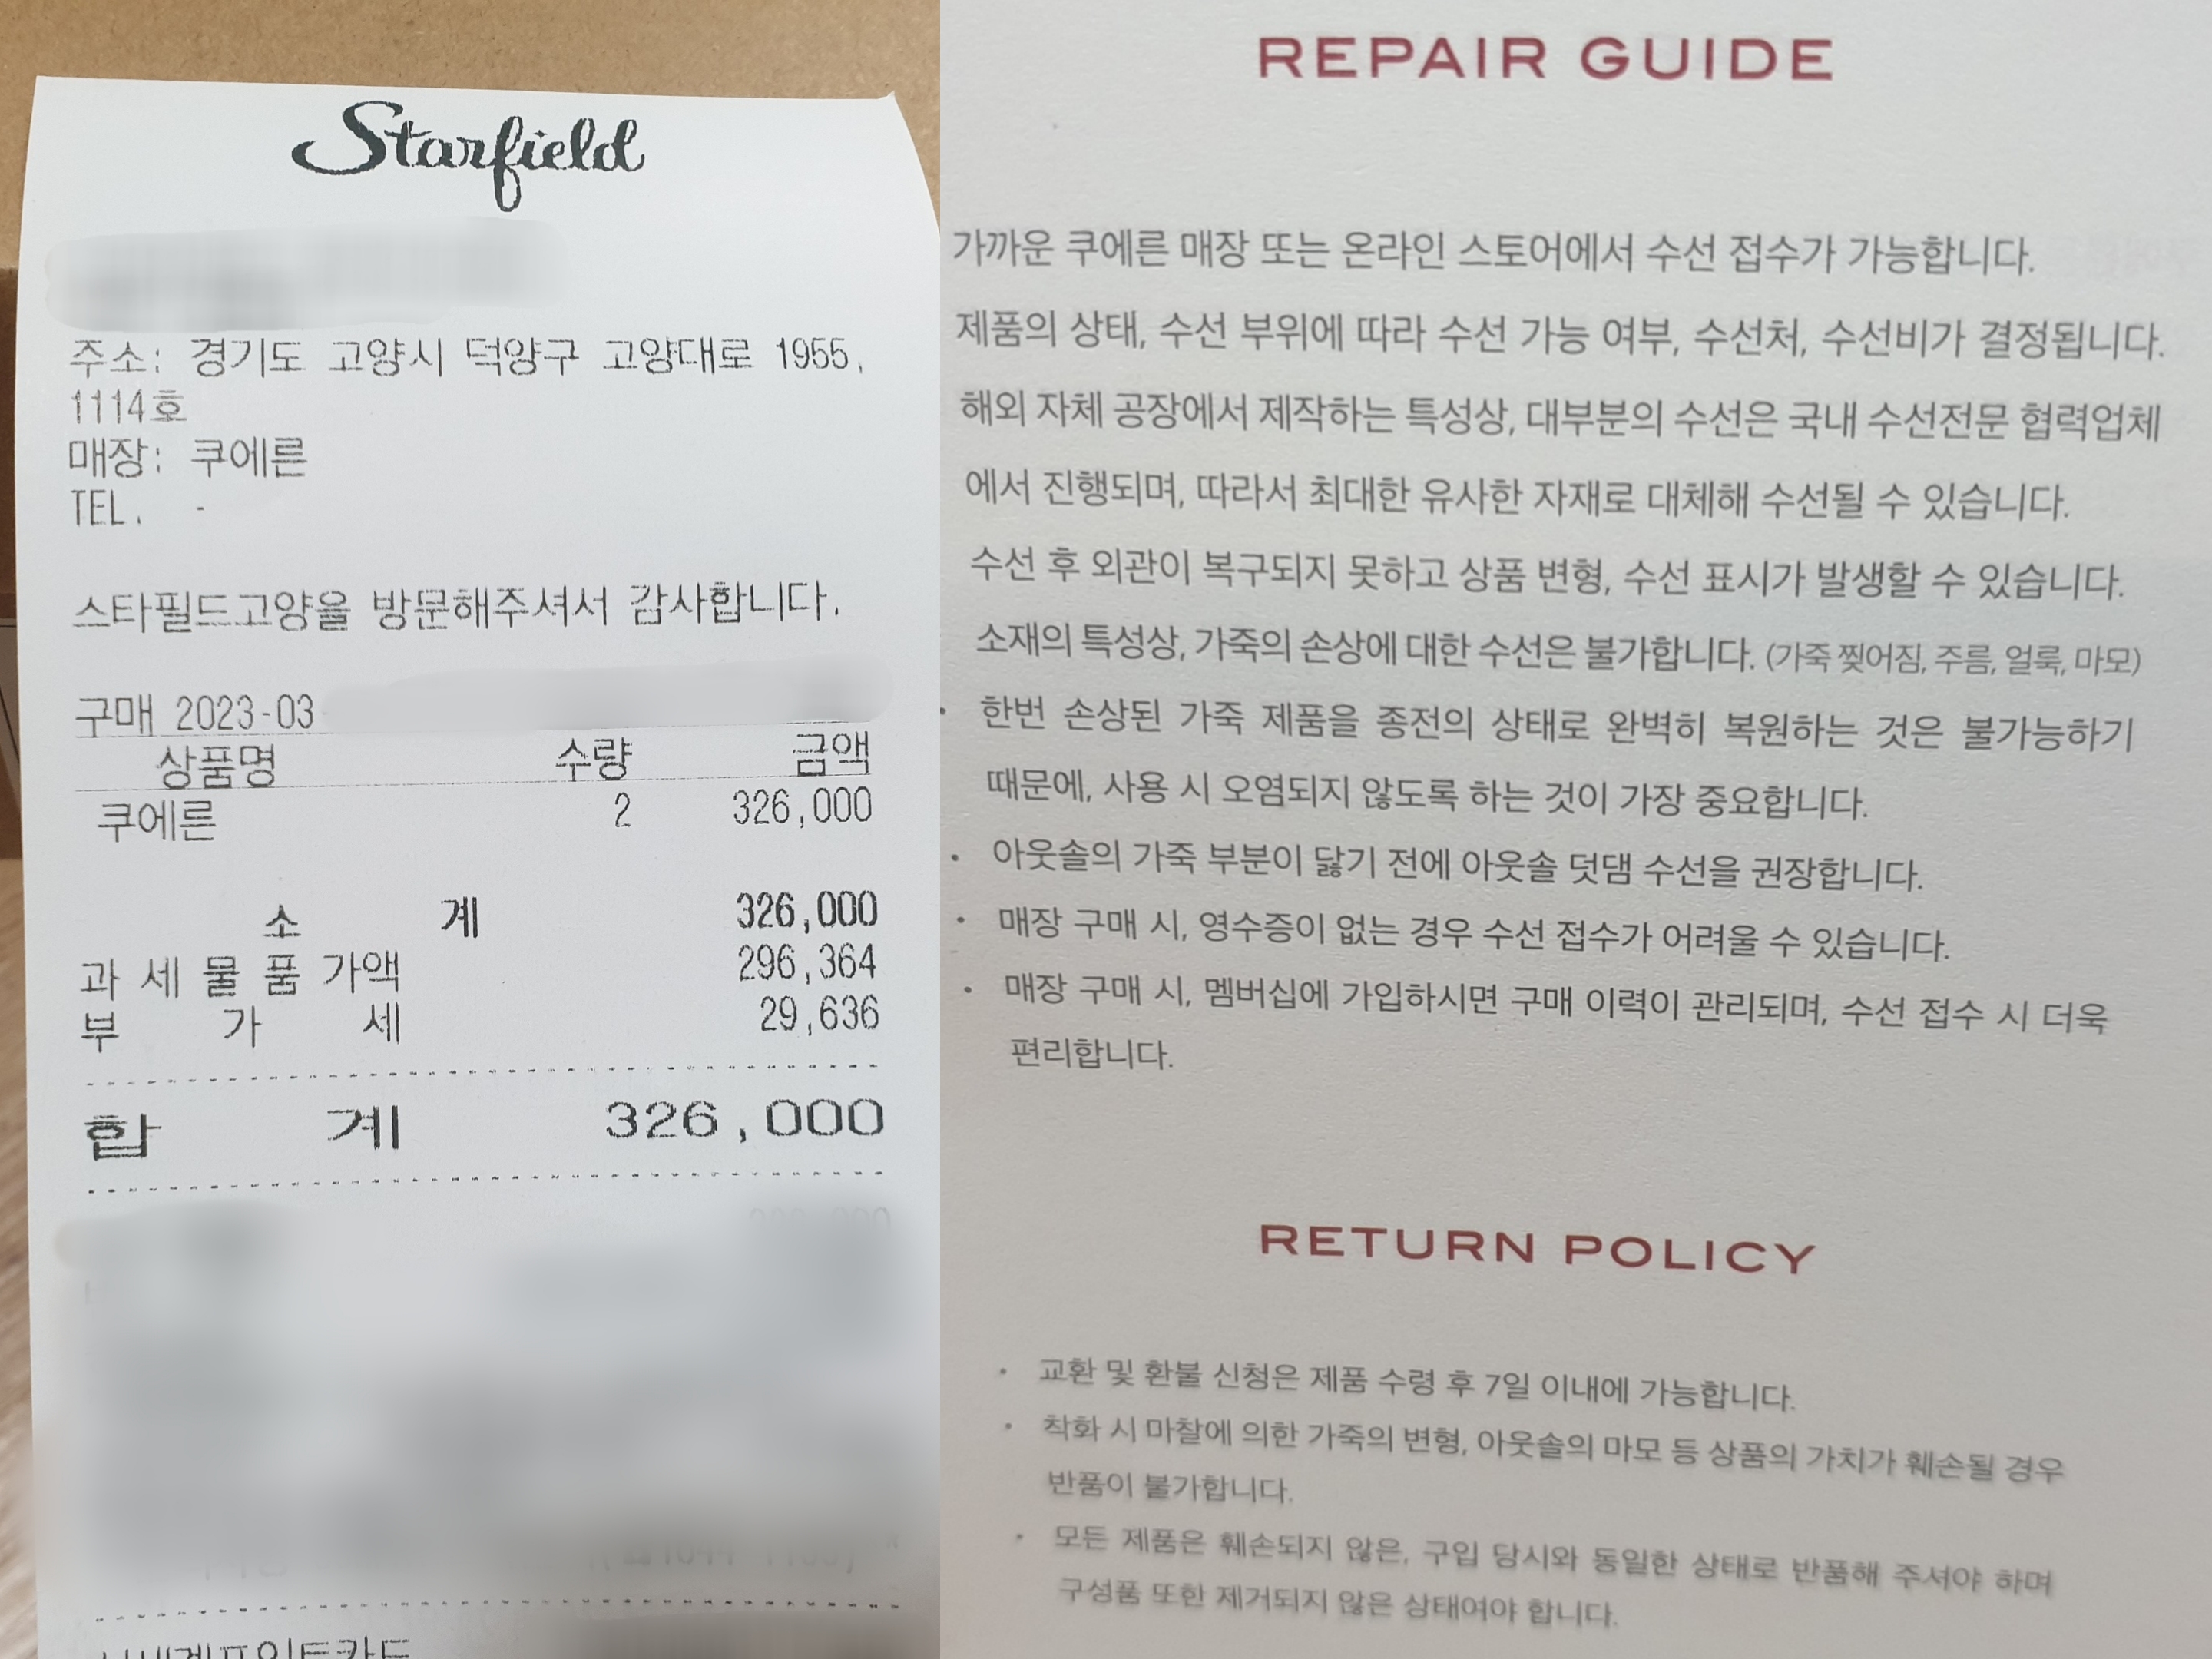 Starfield
주소: 경기도 고양시 덕양구 고양대로 1955,
1114호
매장: 쿠에른
TEL. -
스타필드고양을 방문해주셔서 감사합니다.
구매 2023-03
상품명 수량 금액
쿠에른 2 326,000
소 계 326,000
과 세 물 품 가액 296,364
부 가 세 29,636
합 계 326,000
REPAIR GUIDE
가까운 쿠에른 매장 또는 온라인 스토어에서 수선 접수가 가능합니다.
제품의 상태, 수선 부위에 따라 수선 가능 여부, 수선처, 수선비가 결정됩니다.
해외 자체 공장에서 제작하는 특성상, 대부분의 수선은 국내 수선전문 협력업체
에서 진행되며, 따라서 최대한 유사한 자재로 대체해 수선될 수 있습니다.
수선 후 외관이 복구되지 못하고 상품 변형, 수선 표시가 발생할 수 있습니다.
소재의 특성상, 가죽의 손상에 대한 수선은 불가합니다. (가죽 찢어짐, 주름, 얼룩, 마모)
• 한번 손상된 가죽 제품을 종전의 상태로 완벽히 복원하는 것은 불가능하기
때문에, 사용 시 오염되지 않도록 하는 것이 가장 중요합니다.
• 아웃솔의 가죽 부분이 닳기 전에 아웃솔 덧댐 수선을 권장합니다.
• 매장 구매 시, 영수증이 없는 경우 수선 접수가 어려울 수 있습니다.
• 매장 구매 시, 멤버십에 가입하시면 구매 이력이 관리되며, 수선 접수 시 더욱
편리합니다.
RETURN POLICY
• 교환 및 환불 신청은 제품 수령 후 7일 이내에 가능합니다.
• 착화 시 마찰에 의한 가죽의 변형, 아웃솔의 마모 등 상품의 가치가 훼손될 경우
반품이 불가합니다.
• 모든 제품은 훼손되지 않은, 구입 당시와 동일한 상태로 반품해 주셔야 하며
구성품 또한 제거되지 않은 상태여야 합니다.